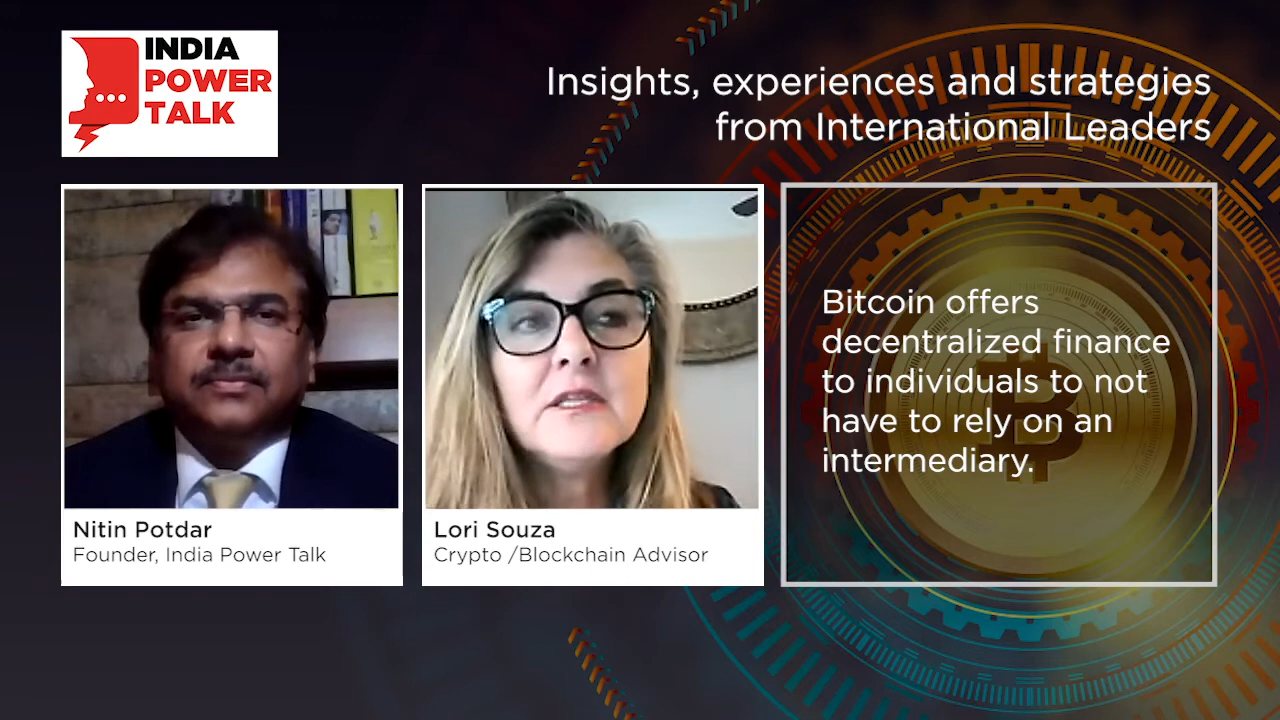 INDIA
POWER
TALK
Insights, experiences and strategies
from International Leaders
Nitin Potdar
Founder, India Power Talk
Lori Souza
Crypto /Blockchain Advisor
Bitcoin offers
decentralized finance
to individuals to not
have to rely on an
intermediary.